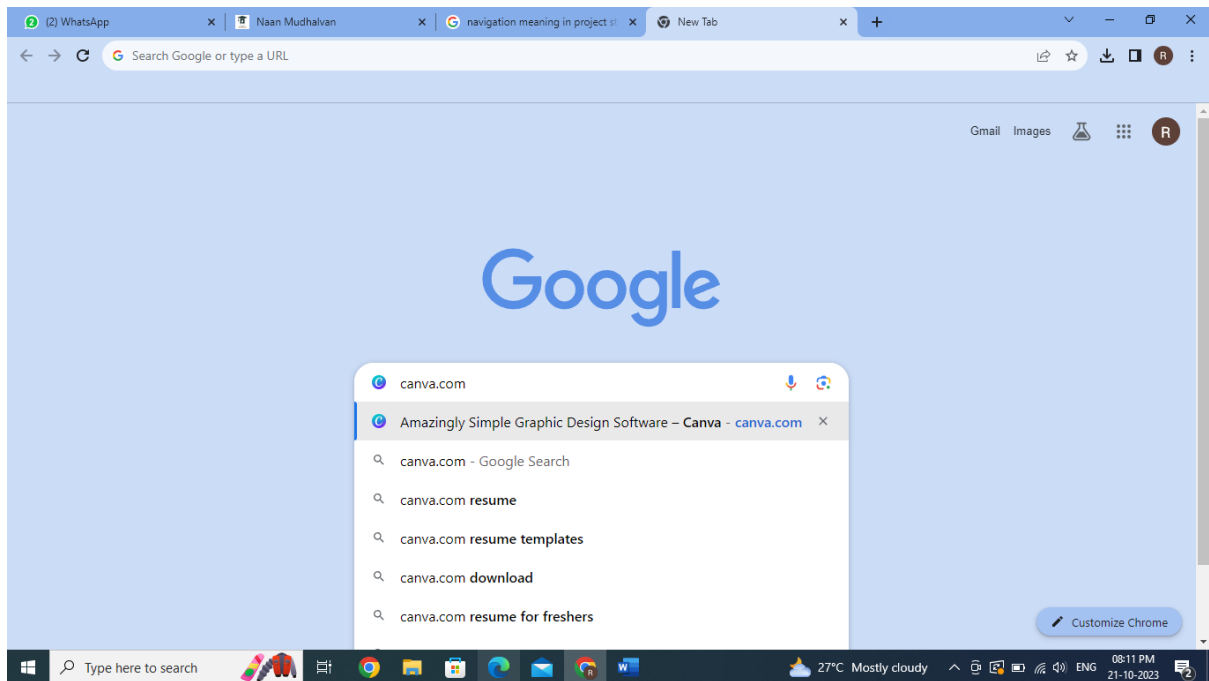 2 (2) WhatsApp Naan Mudhalvan navigation meaning in project st New Tab
Search Google or type a URL R
Gmail Images R
Google
canva.com
Amazingly Simple Graphic Design Software – Canva - canva.com
canva.com - Google Search
canva.com resume
canva.com resume templates
canva.com download
canva.com resume for freshers
Customize Chrome
Type here to search 27°C Mostly cloudy ENG 08:11 PM
21-10-2023 2